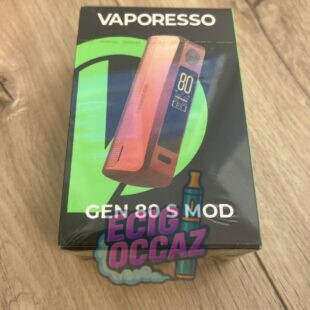 VAPORESSO
80
GEN 80 S MOD
ECIG
OCCAZ